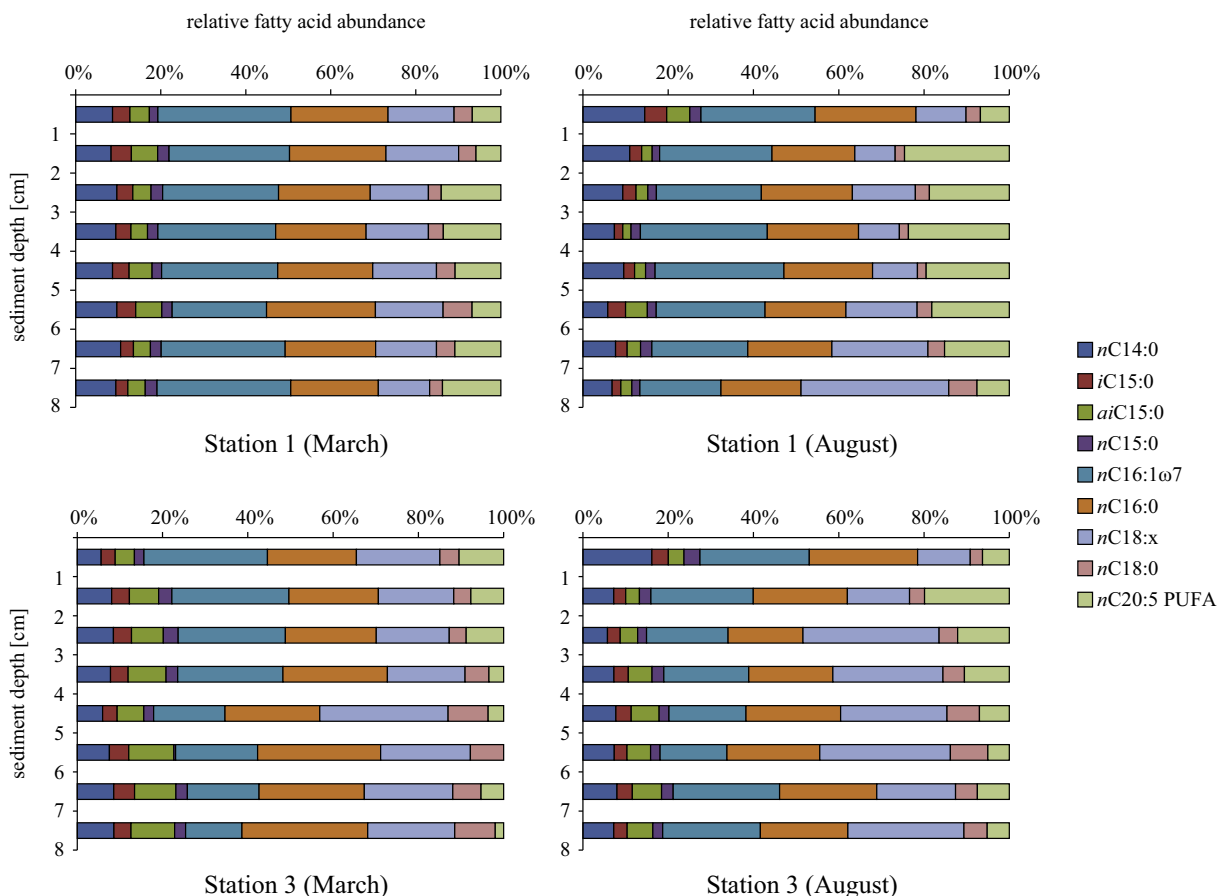 relative fatty acid abundance
relative fatty acid abundance
0% 20% 40% 60% 80% 100%
0% 20% 40% 60% 80% 100%
sediment depth [cm]
1
2
3
4
5
6
7
8
1
2
3
4
5
6
7
8
Station 1 (March)
Station 1 (August)
0% 20% 40% 60% 80% 100%
0% 20% 40% 60% 80% 100%
sediment depth [cm]
1
2
3
4
5
6
7
8
1
2
3
4
5
6
7
8
Station 3 (March)
Station 3 (August)
nC14:0
iC15:0
aiC15:0
nC15:0
nC16:1ω7
nC16:0
nC18:x
nC18:0
nC20:5 PUFA